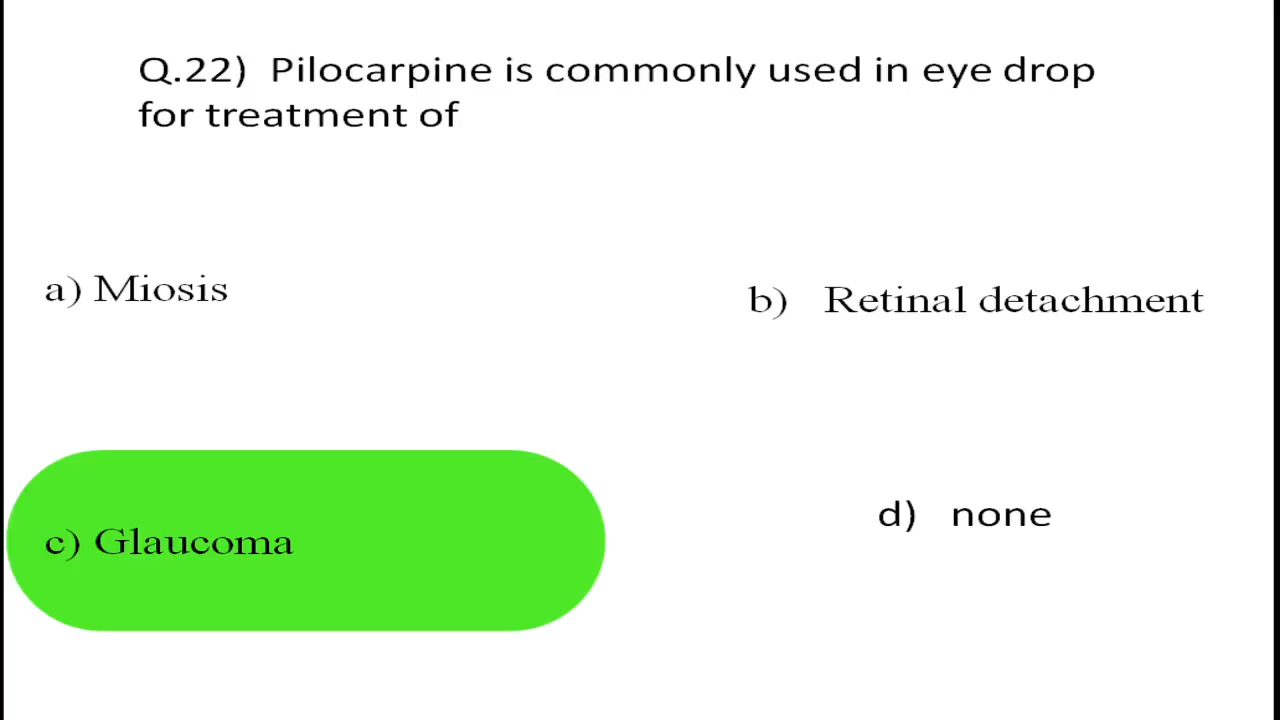 Q.22) Pilocarpine is commonly used in eye drop
for treatment of
a) Miosis
b) Retinal detachment
c) Glaucoma
d) none